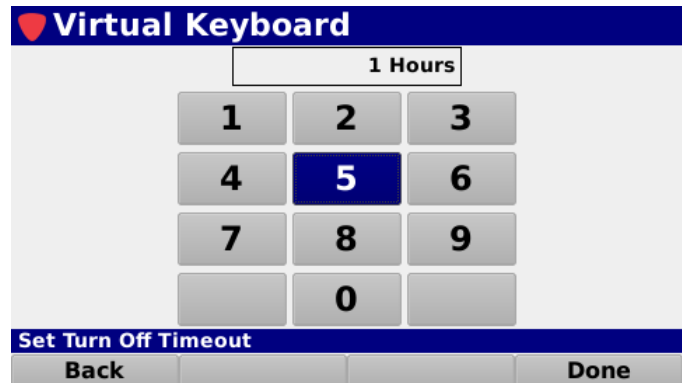 Virtual Keyboard
1 Hours
1 2 3
4 5 6
7 8 9
0
Set Turn Off Timeout
Back Done